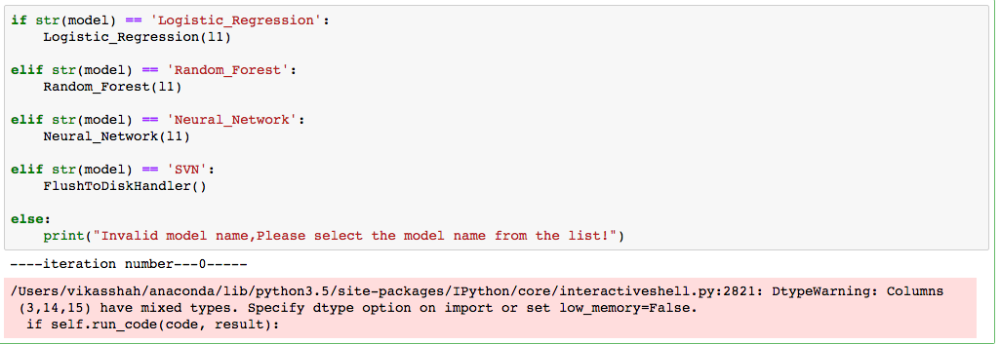 if str(model) == 'Logistic_Regression':
    Logistic_Regression(l1)
elif str(model) == 'Random_Forest':
    Random_Forest(l1)
elif str(model) == 'Neural_Network':
    Neural_Network(l1)
elif str(model) == 'SVN':
    FlushToDiskHandler()
else:
    print("Invalid model name,Please select the model name from the list!")
----iteration number---0-----
/Users/vikasshah/anaconda/lib/python3.5/site-packages/IPython/core/interactiveshell.py:2821: DtypeWarning: Columns
 (3,14,15) have mixed types. Specify dtype option on import or set low_memory=False.
  if self.run_code(code, result):